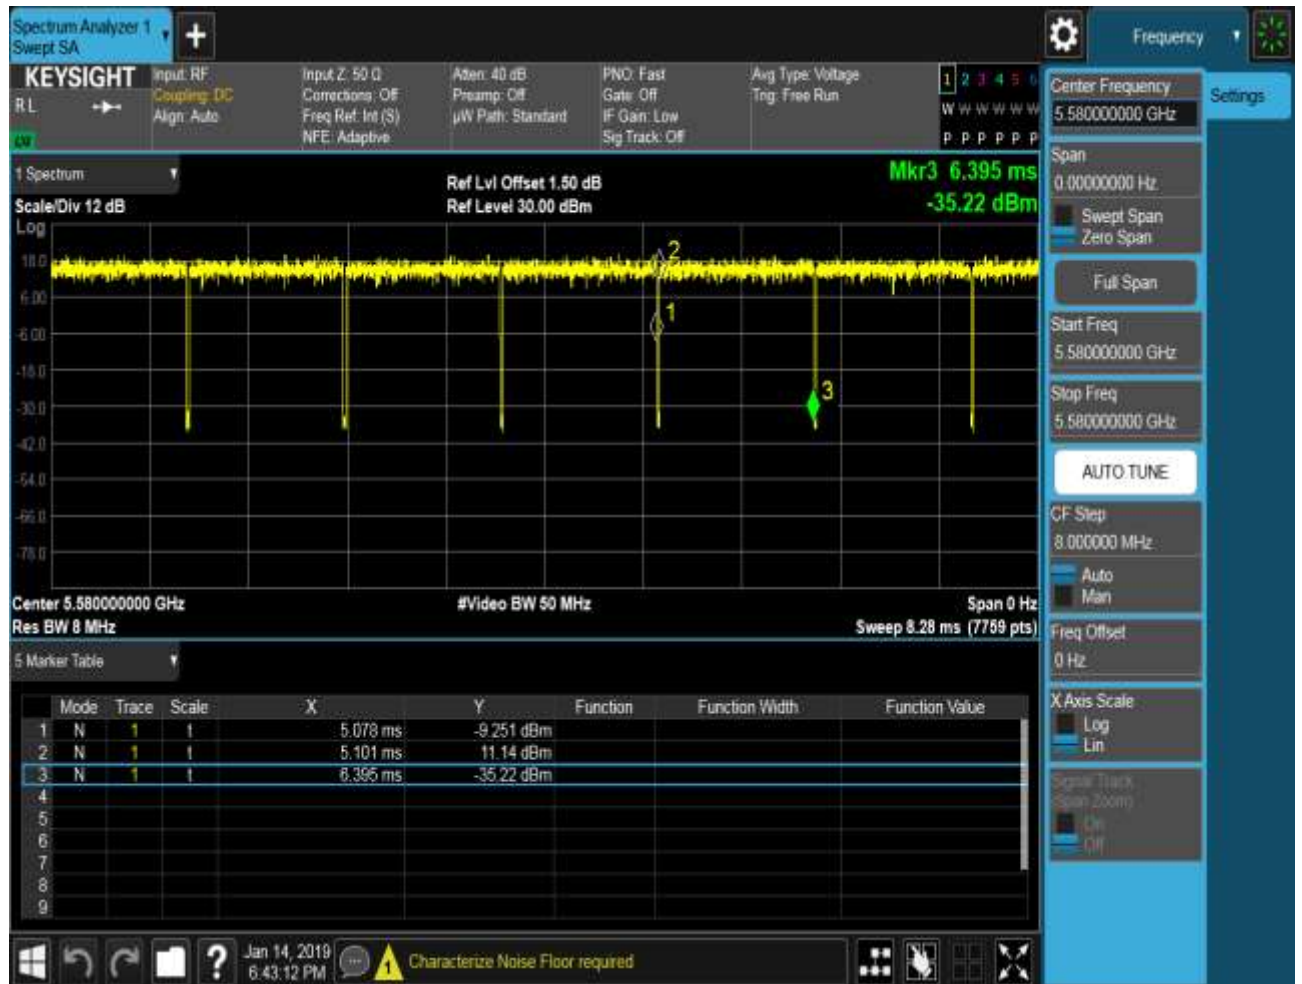 Spectrum Analyzer 1
Swept SA
+
Frequency
KEYSIGHT
RL
Input: RF
Coupling: DC
Align: Auto
Input Z: 50 Ω
Corrections: Off
Freq Ref: Int (S)
NFE: Adaptive
Atten: 40 dB
Preamp: Off
µW Path: Standard
PNO: Fast
Gate: Off
IF Gain: Low
Sig Track: Off
Avg Type: Voltage
Trig: Free Run
1 2 3 4 5 6
W W W W W W
P P P P P P
1 Spectrum
Scale/Div 12 dB
Log
Ref Lvl Offset 1.50 dB
Ref Level 30.00 dBm
Mkr3 6.395 ms
-35.22 dBm
18.0
6.00
-6.00
-18.0
-30.0
-42.0
-54.0
-66.0
-78.0
2
1
3
Center 5.580000000 GHz
#Video BW 50 MHz
Span 0 Hz
Res BW 8 MHz
Sweep 8.28 ms (7759 pts)
5 Marker Table
Mode Trace Scale X Y Function Function Width Function Value
1 N 1 t 5.078 ms -9.251 dBm
2 N 1 t 5.101 ms 11.14 dBm
3 N 1 t 6.395 ms -35.22 dBm
4
5
6
7
8
9
Center Frequency
5.580000000 GHz
Settings
Span
0.00000000 Hz
Swept Span
Zero Span
Full Span
Start Freq
5.580000000 GHz
Stop Freq
5.580000000 GHz
AUTO TUNE
CF Step
8.000000 MHz
Auto
Man
Freq Offset
0 Hz
X Axis Scale
Log
Lin
Signal Track
(Span Zoom)
On
Off
?
Jan 14, 2019
6:43:12 PM
1
Characterize Noise Floor required